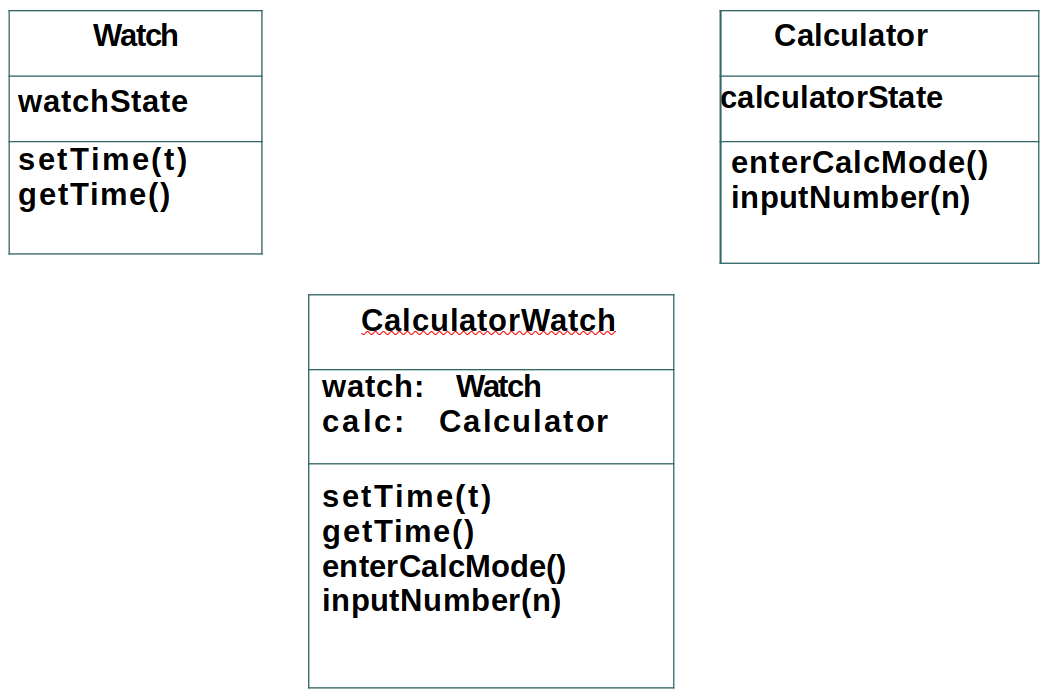 Watch
watchState
setTime(t)
getTime()
Calculator
calculatorState
enterCalcMode()
inputNumber(n)
CalculatorWatch
watch: Watch
calc: Calculator
setTime(t)
getTime()
enterCalcMode()
inputNumber(n)